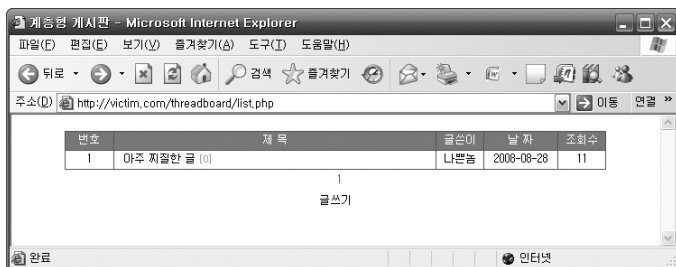 계층형 게시판 - Microsoft Internet Explorer
파일(F) 편집(E) 보기(V) 즐겨찾기(A) 도구(T) 도움말(H)
뒤로 검색 즐겨찾기
주소(D) http://victim.com/threadboard/list.php 이동 연결 »
번호 제 목 글쓴이 날 짜 조회수
1 아주 찌질한 글 [0] 나쁜놈 2008-08-28 11
1
글쓰기
완료 인터넷